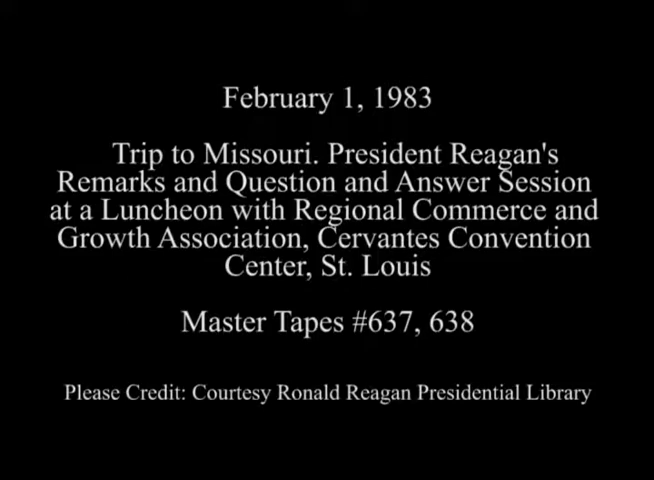 February 1, 1983
Trip to Missouri. President Reagan's
Remarks and Question and Answer Session
at a Luncheon with Regional Commerce and
Growth Association, Cervantes Convention
Center, St. Louis
Master Tapes #637, 638
Please Credit: Courtesy Ronald Reagan Presidential Library